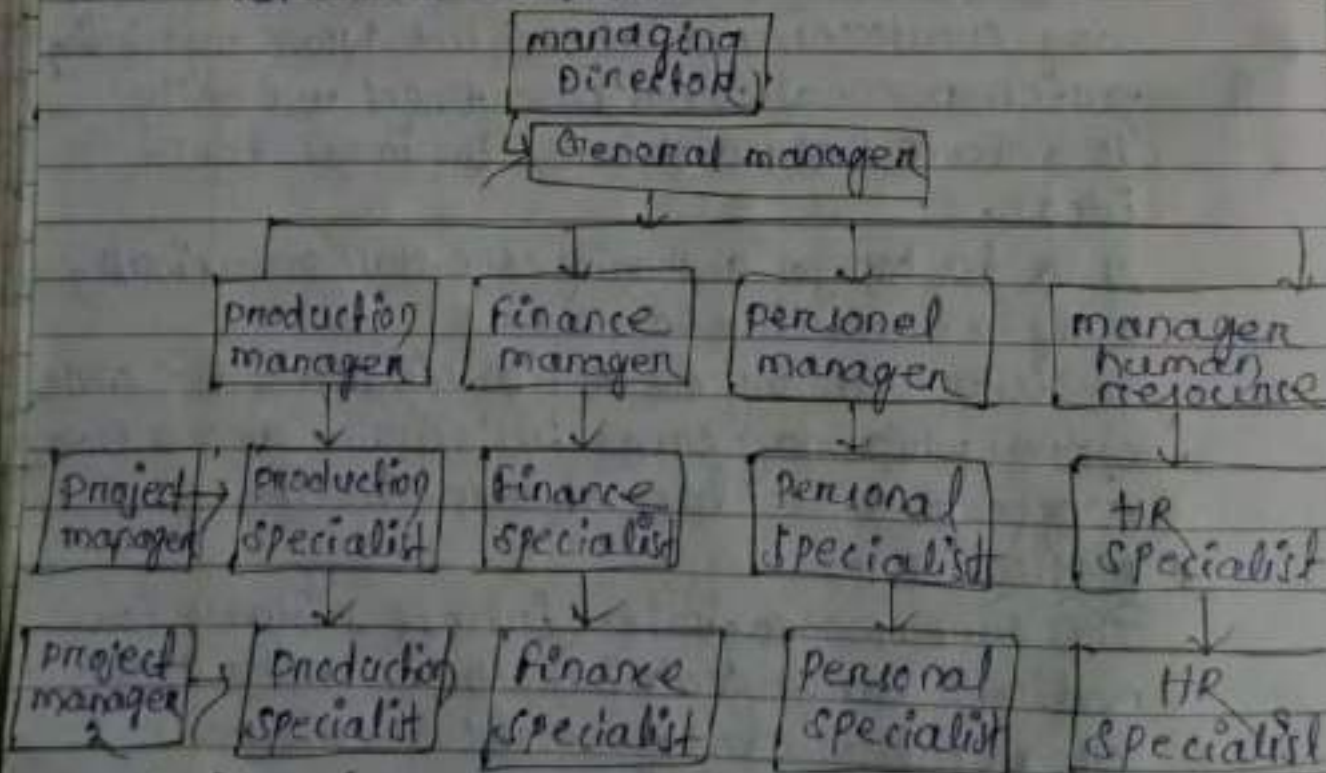 managing
Director.
General manager
production
manager
finance
manager
personel
manager
manager
human
resource
project
manager
production
specialist
finance
specialist
personal
specialist
HR
specialist
project
manager
2
production
specialist
finance
specialist
personal
specialist
HR
specialist